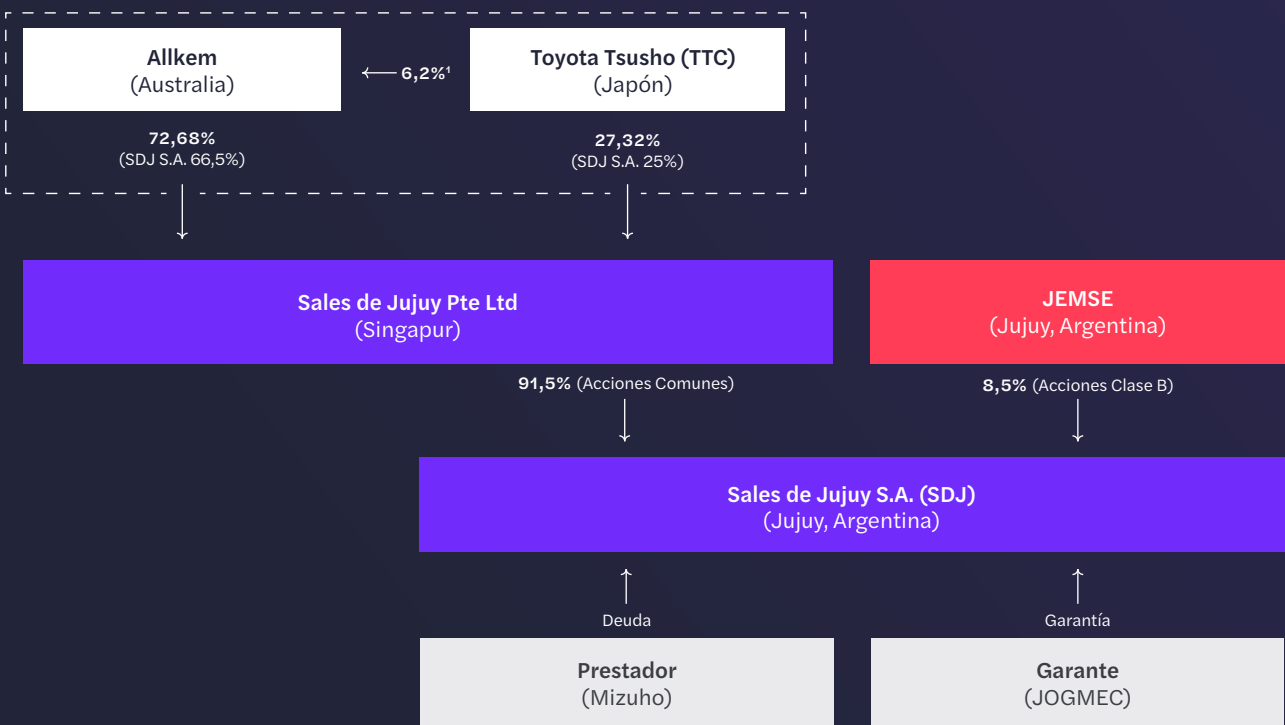 Allkem
(Australia)
6,2%¹
Toyota Tsusho (TTC)
(Japón)
72,68%
(SDJ S.A. 66,5%)
27,32%
(SDJ S.A. 25%)
Sales de Jujuy Pte Ltd
(Singapur)
JEMSE
(Jujuy, Argentina)
91,5% (Acciones Comunes)
8,5% (Acciones Clase B)
Sales de Jujuy S.A. (SDJ)
(Jujuy, Argentina)
Deuda
Garantía
Prestador
(Mizuho)
Garante
(JOGMEC)